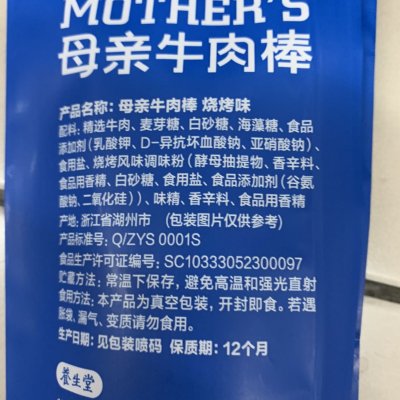 MOTHER'S
母亲牛肉棒
产品名称: 母亲牛肉棒 烧烤味
配料: 精选牛肉、麦芽糖、白砂糖、海藻糖、食品
添加剂 (乳酸钾、D-异抗坏血酸钠、亚硝酸钠)、
食用盐、烧烤风味调味粉 (酵母抽提物、香辛料、
食品用香精、白砂糖、食用盐、食品添加剂 (谷氨
酸钠、二氧化硅))、味精、香辛料、食品用香精
产地: 浙江省湖州市 (包装图片仅供参考)
产品标准号: Q/ZYS 0001S
食品生产许可证编号: SC10333052300097
贮藏方法: 常温下保存, 避免高温和强光直射
食用方法: 本产品为真空包装, 开封即食。若遇
胀袋、漏气、变质请勿食用。
生产日期: 见包装喷码 保质期: 12个月
养生堂